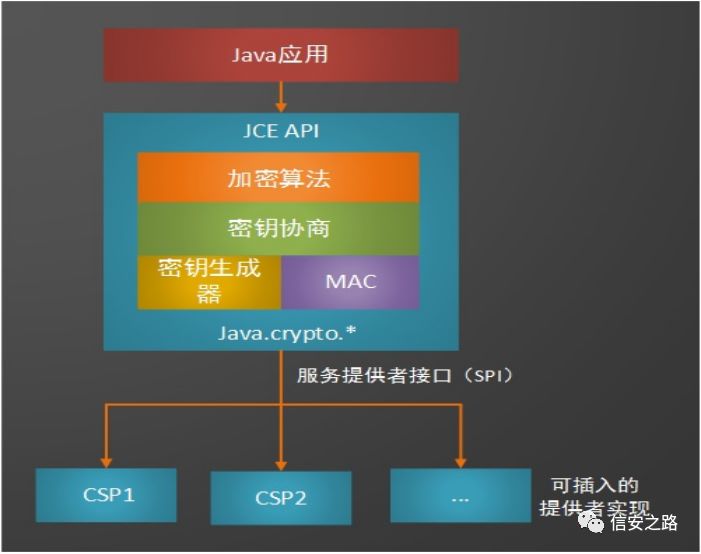 Java应用
JCE API
加密算法
密钥协商
密钥生成
器
MAC
Java.crypto.*
服务提供者接口（SPI）
CSP1
CSP2
...
可插入的
提供者实现
信安之路